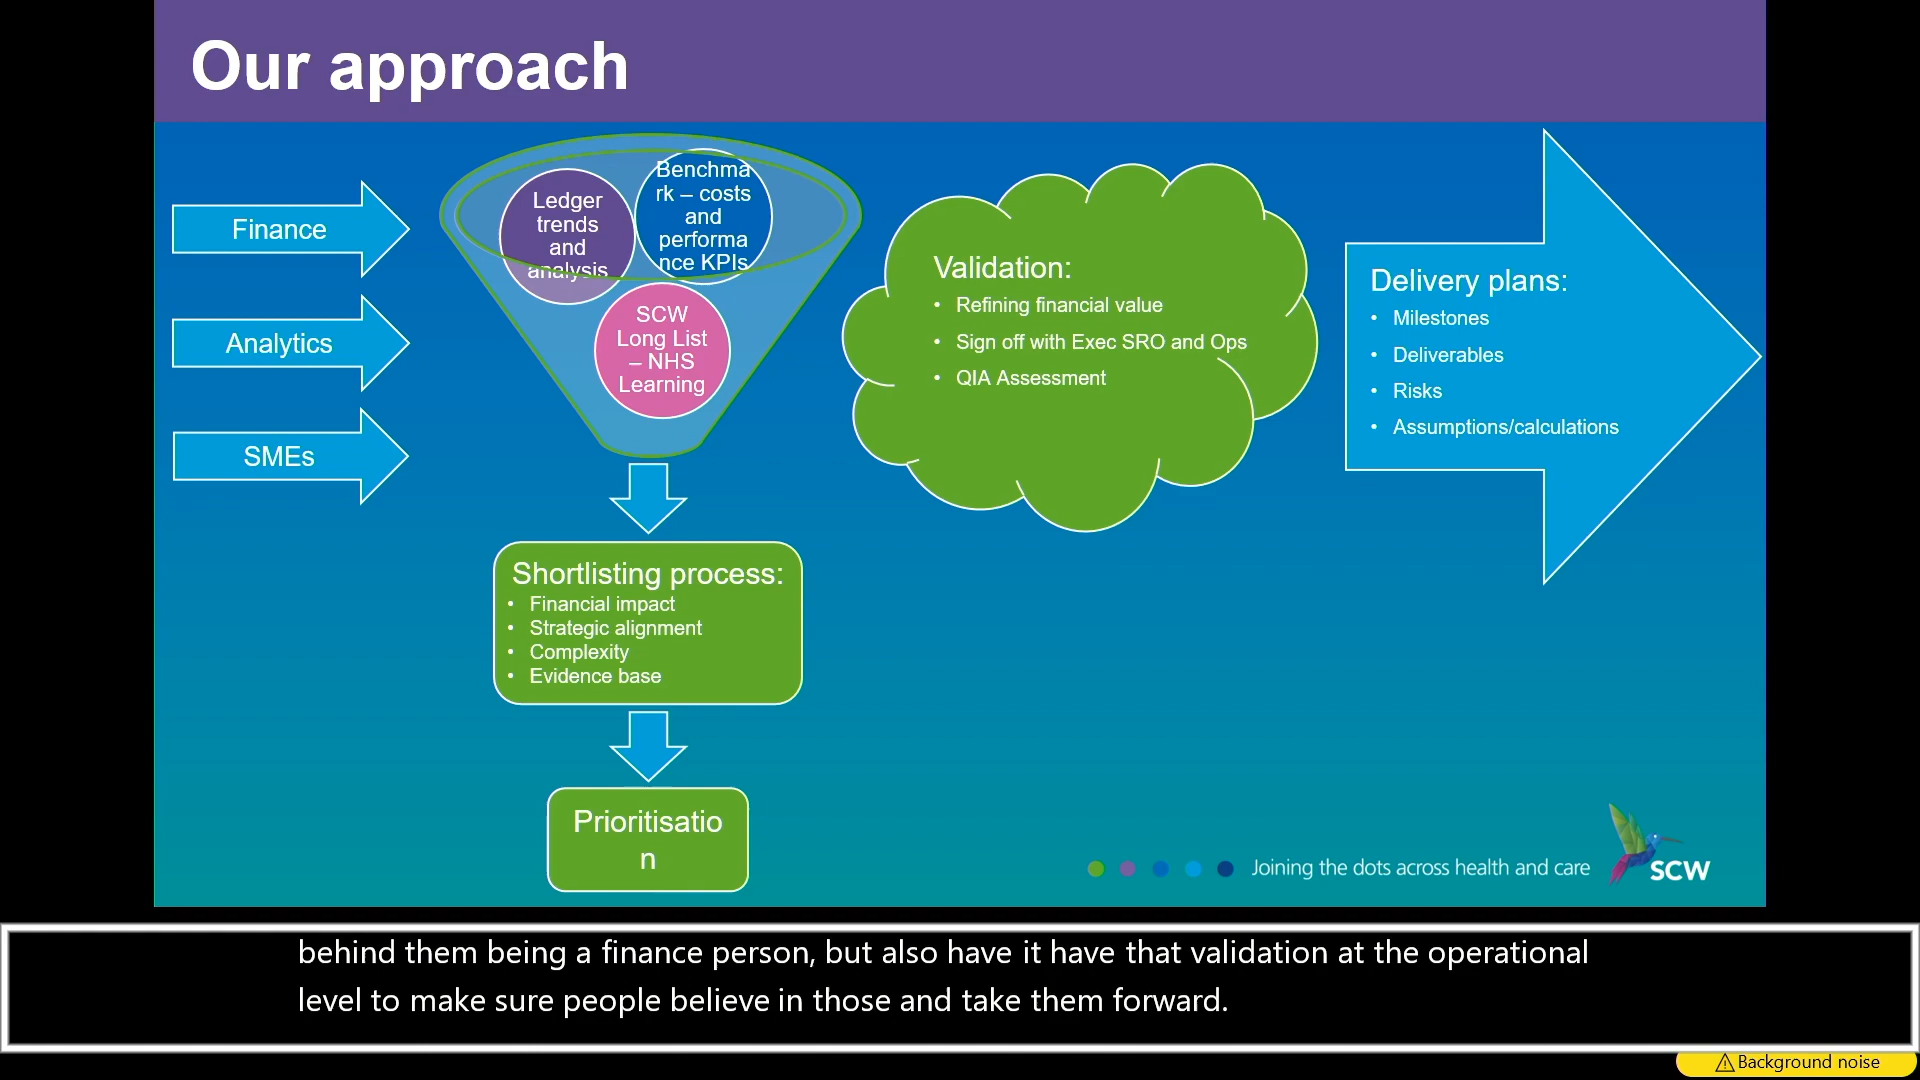 Our approach
Finance
Analytics
SMEs
Ledger
trends
and
analysis
Benchma
rk – costs
and
performa
nce KPIs
SCW
Long List
– NHS
Learning
Shortlisting process:
• Financial impact
• Strategic alignment
• Complexity
• Evidence base
Prioritisatio
n
Validation:
• Refining financial value
• Sign off with Exec SRO and Ops
• QIA Assessment
Delivery plans:
• Milestones
• Deliverables
• Risks
• Assumptions/calculations
Joining the dots across health and care
SCW
behind them being a finance person, but also have it have that validation at the operational
level to make sure people believe in those and take them forward.
Background noise